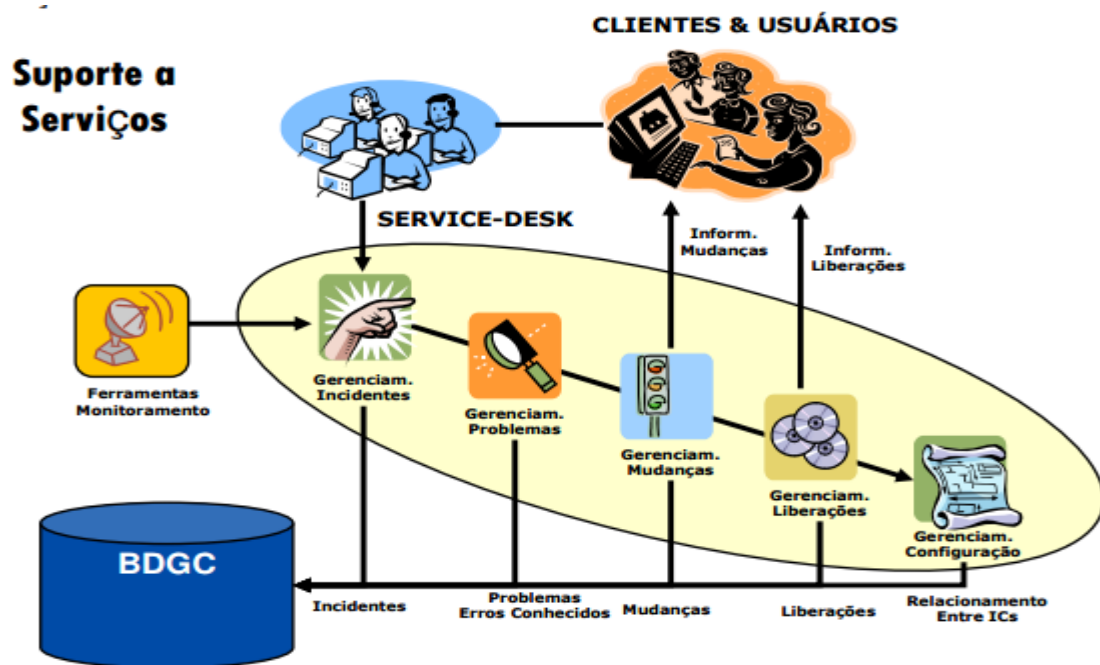 CLIENTES & USUÁRIOS
Suporte a
Serviços
SERVICE-DESK
Inform.
Mudanças
Inform.
Liberações
Ferramentas
Monitoramento
Gerenciam.
Incidentes
Gerenciam.
Problemas
Gerenciam.
Mudanças
Gerenciam.
Liberações
Gerenciam.
Configuração
BDGC
Incidentes
Problemas
Erros Conhecidos
Mudanças
Liberações
Relacionamento
Entre ICs